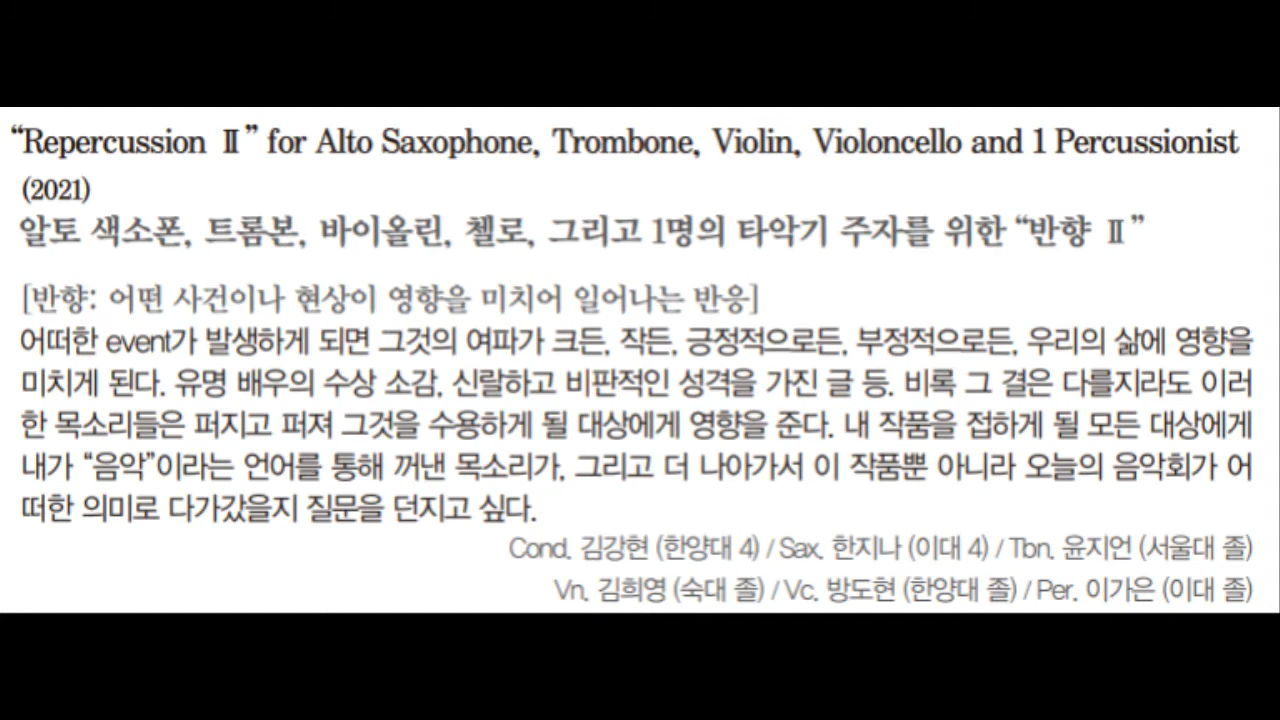 “Repercussion Ⅱ” for Alto Saxophone, Trombone, Violin, Violoncello and 1 Percussionist
(2021)
알토 색소폰, 트롬본, 바이올린, 첼로, 그리고 1명의 타악기 주자를 위한 “반향 Ⅱ”
[반향: 어떤 사건이나 현상이 영향을 미치어 일어나는 반응]
어떠한 event가 발생하게 되면 그것의 여파가 크든, 작든, 긍정적으로든, 부정적으로든, 우리의 삶에 영향을
미치게 된다. 유명 배우의 수상 소감, 신랄하고 비판적인 성격을 가진 글 등. 비록 그 결은 다를지라도 이러
한 목소리들은 퍼지고 퍼져 그것을 수용하게 될 대상에게 영향을 준다. 내 작품을 접하게 될 모든 대상에게
내가 “음악”이라는 언어를 통해 꺼낸 목소리가, 그리고 더 나아가서 이 작품뿐 아니라 오늘의 음악회가 어
떠한 의미로 다가갔을지 질문을 던지고 싶다.
Cond. 김강현 (한양대 4) / Sax. 한지나 (이대 4) / Tbn. 윤지언 (서울대 졸)
Vn. 김희영 (숙대 졸) / Vc. 방도현 (한양대 졸) / Per. 이가은 (이대 졸)